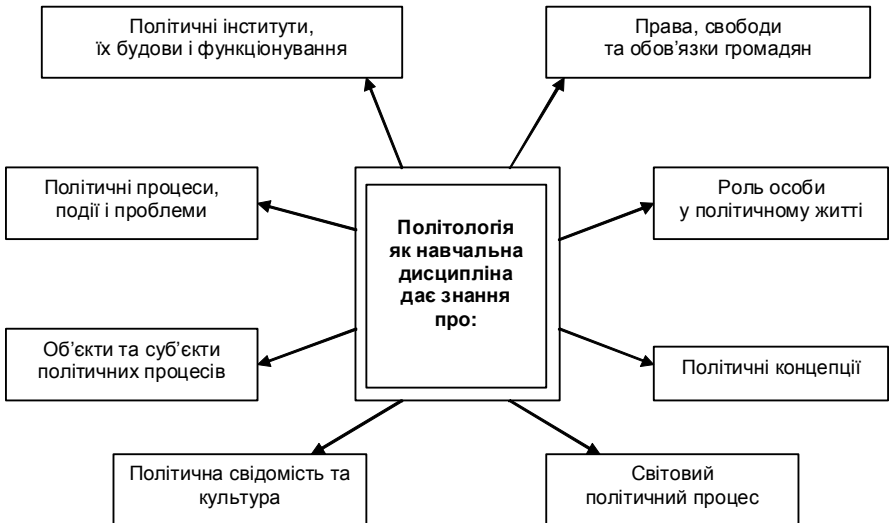 Політичні інститути,
їх будови і функціонування
Права, свободи
та обов’язки громадян
Політичні процеси,
події і проблеми
Політологія
як навчальна
дисципліна
дає знання
про:
Роль особи
у політичному житті
Об’єкти та суб’єкти
політичних процесів
Політичні концепції
Політична свідомість та
культура
Світовий
політичний процес